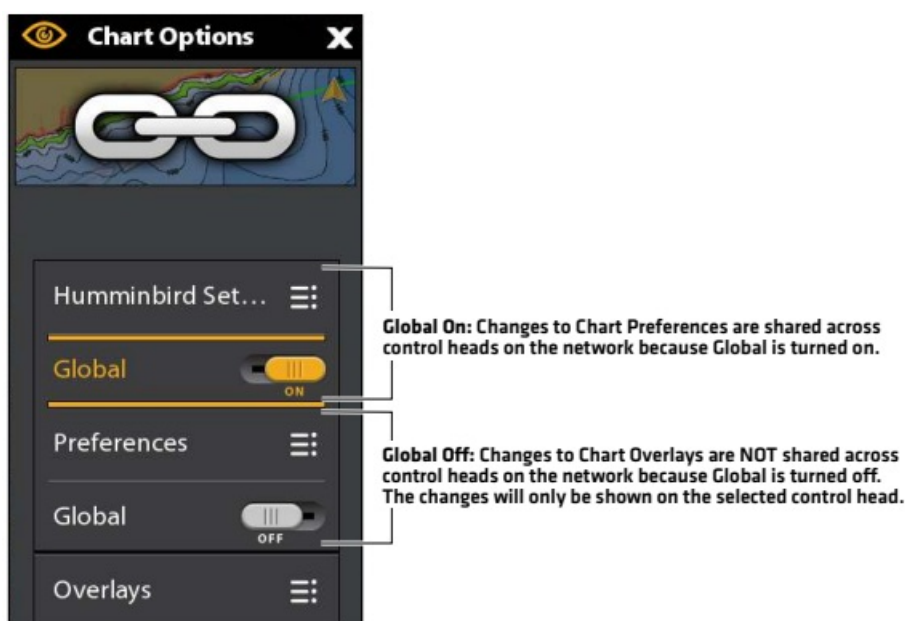 Chart Options X
Humminbird Set...
Global
ON
Preferences
Global
OFF
Overlays
Global On: Changes to Chart Preferences are shared across
control heads on the network because Global is turned on.
Global Off: Changes to Chart Overlays are NOT shared across
control heads on the network because Global is turned off.
The changes will only be shown on the selected control head.